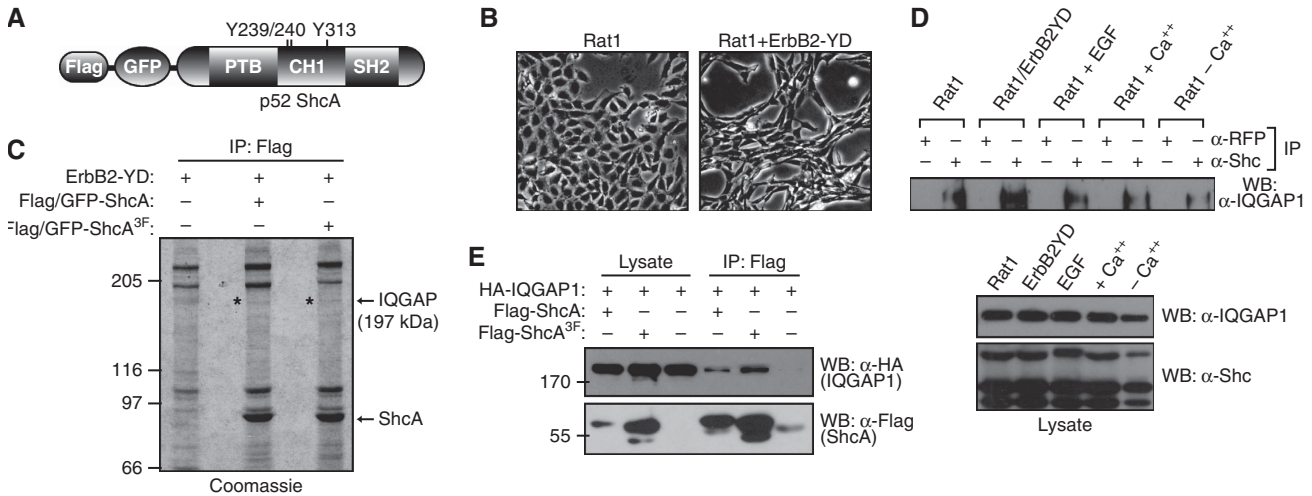 A
Y239/240 Y313
Flag GFP PTB CH1 SH2
p52 ShcA
B
Rat1 Rat1+ErbB2-YD
C
IP: Flag
ErbB2-YD: + + +
Flag/GFP-ShcA: – + –
Flag/GFP-ShcA3F: – – +
205
116
97
66
* *
←IQGAP
(197 kDa)
←ShcA
Coomassie
D
Rat1 Rat1/ErbB2YD Rat1 + EGF Rat1 + Ca++ Rat1 – Ca++
+ – + – + – + – + – α-RFP
– + – + – + – + – + α-Shc
IP
WB:
α-IQGAP1
Rat1 ErbB2YD EGF + Ca++ – Ca++
WB: α-IQGAP1
WB: α-Shc
Lysate
E
Lysate IP: Flag
HA-IQGAP1: + + + + + +
Flag-ShcA: + – – + – –
Flag-ShcA3F: – + – – + –
170
WB: α-HA
(IQGAP1)
55
WB: α-Flag
(ShcA)